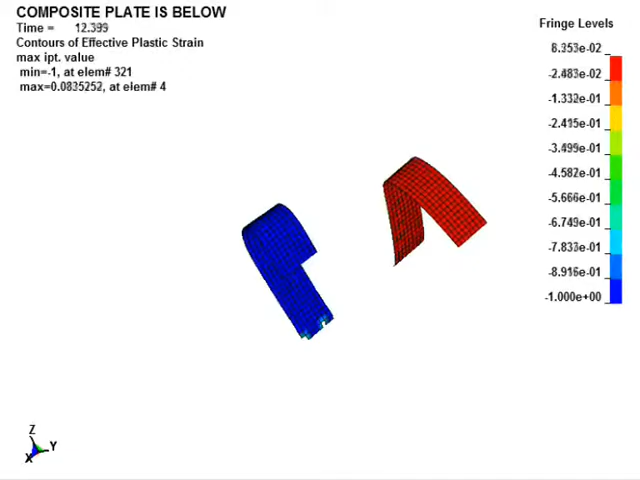 COMPOSITE PLATE IS BELOW
Time = 12.399
Contours of Effective Plastic Strain
max ipt. value
min=-1, at elem# 321
max=0.0835252, at elem# 4
Fringe Levels
8.353e-02
-2.483e-02
-1.332e-01
-2.415e-01
-3.499e-01
-4.582e-01
-5.666e-01
-6.749e-01
-7.833e-01
-8.916e-01
-1.000e+00
Z
Y
X